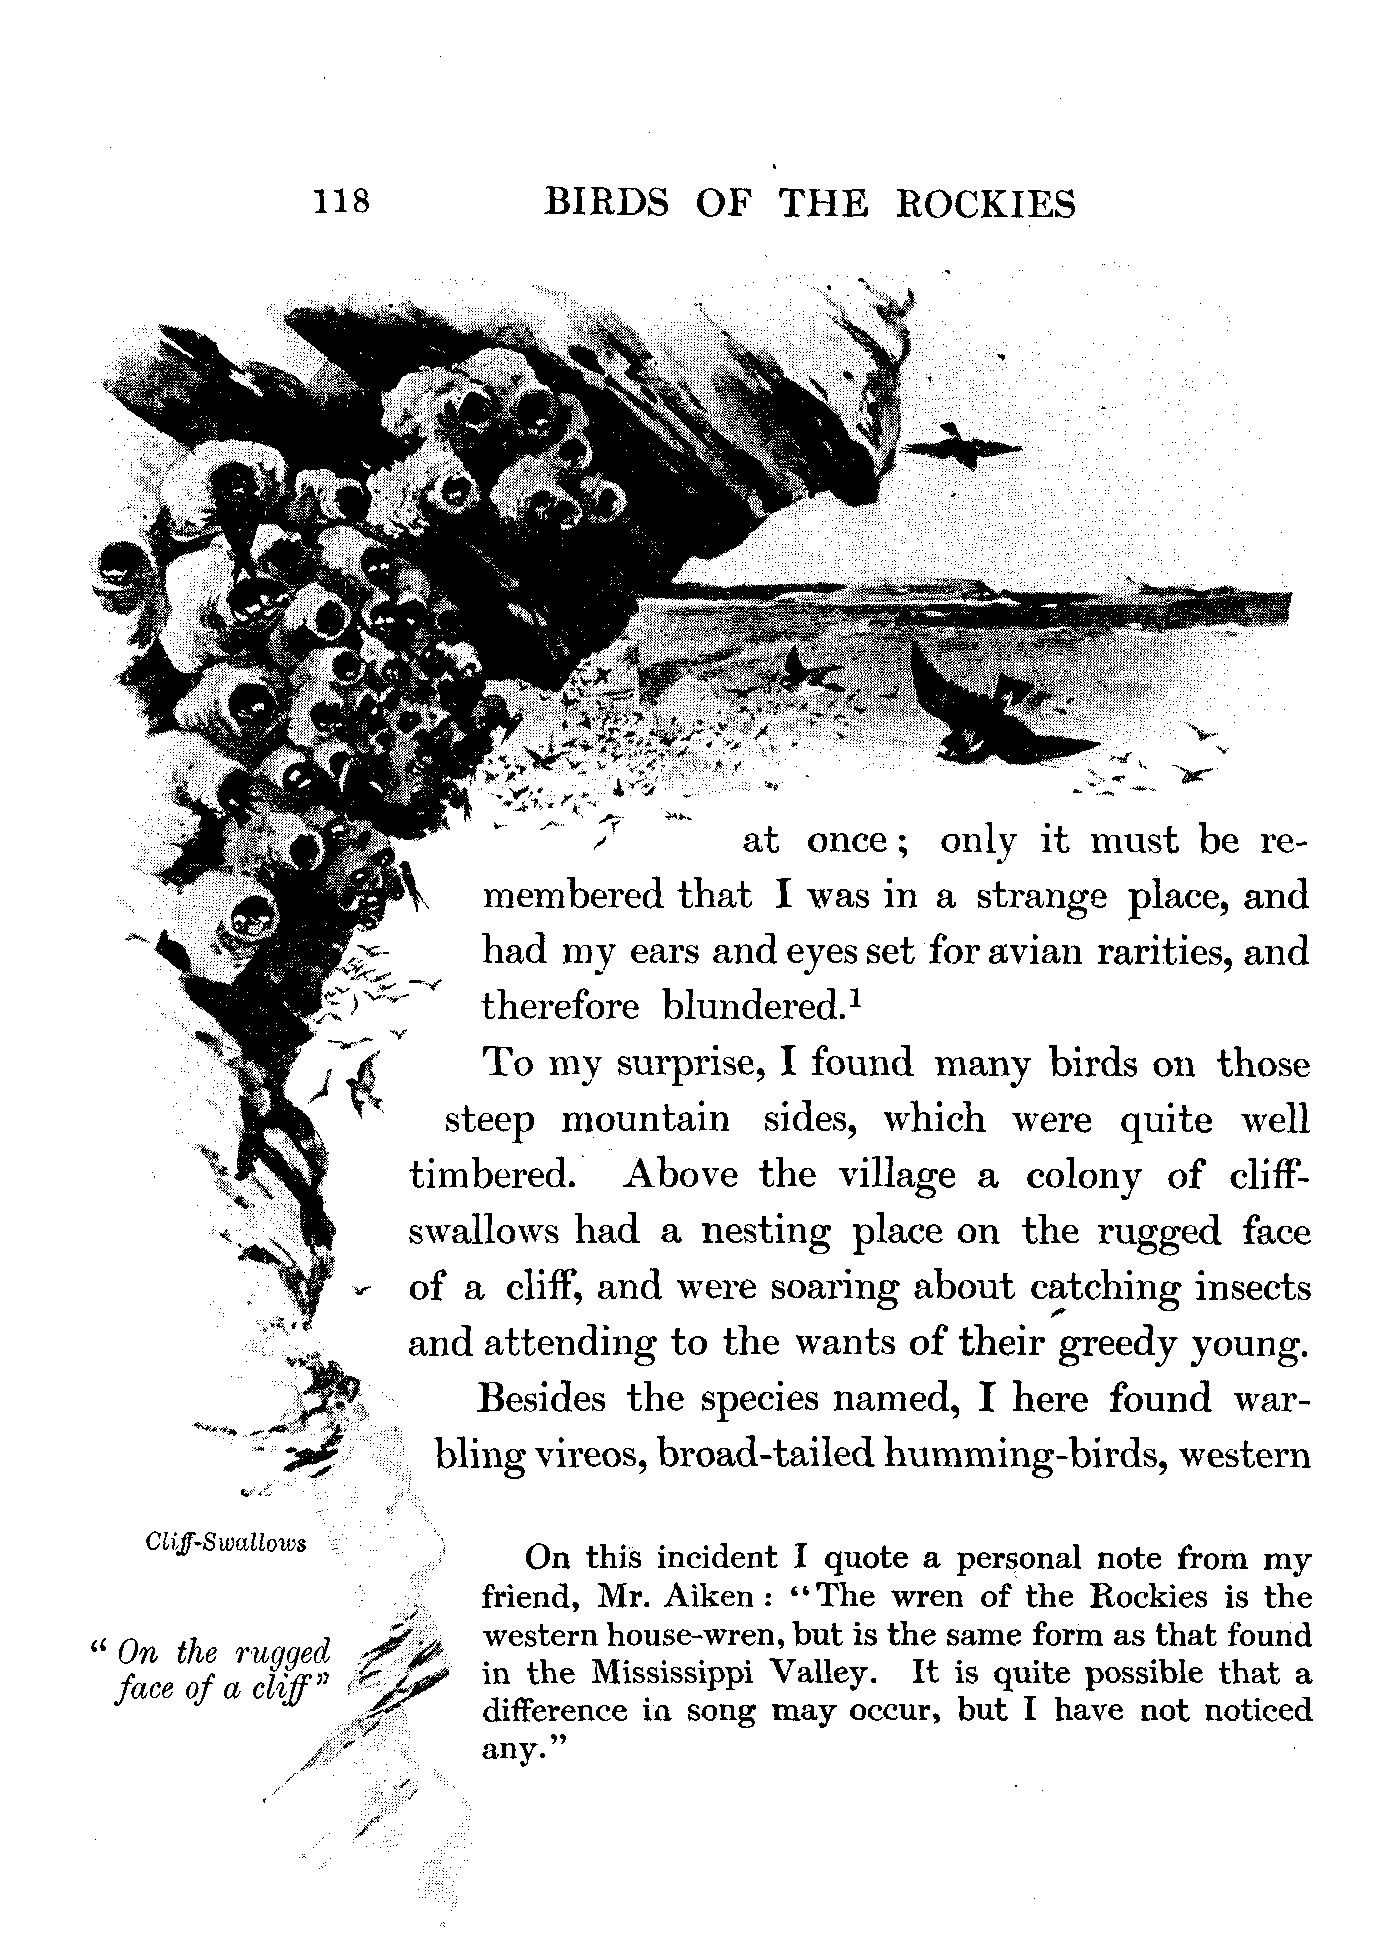 118 BIRDS OF THE ROCKIES
at once; only it must be re-
membered that I was in a strange place, and
had my ears and eyes set for avian rarities, and
therefore blundered.¹
To my surprise, I found many birds on those
steep mountain sides, which were quite well
timbered. Above the village a colony of cliff-
swallows had a nesting place on the rugged face
of a cliff, and were soaring about catching insects
and attending to the wants of their greedy young.
Besides the species named, I here found war-
bling vireos, broad-tailed humming-birds, western
Cliff-Swallows
“On the rugged
face of a cliff”
On this incident I quote a personal note from my
friend, Mr. Aiken: “The wren of the Rockies is the
western house-wren, but is the same form as that found
in the Mississippi Valley. It is quite possible that a
difference in song may occur, but I have not noticed
any.”